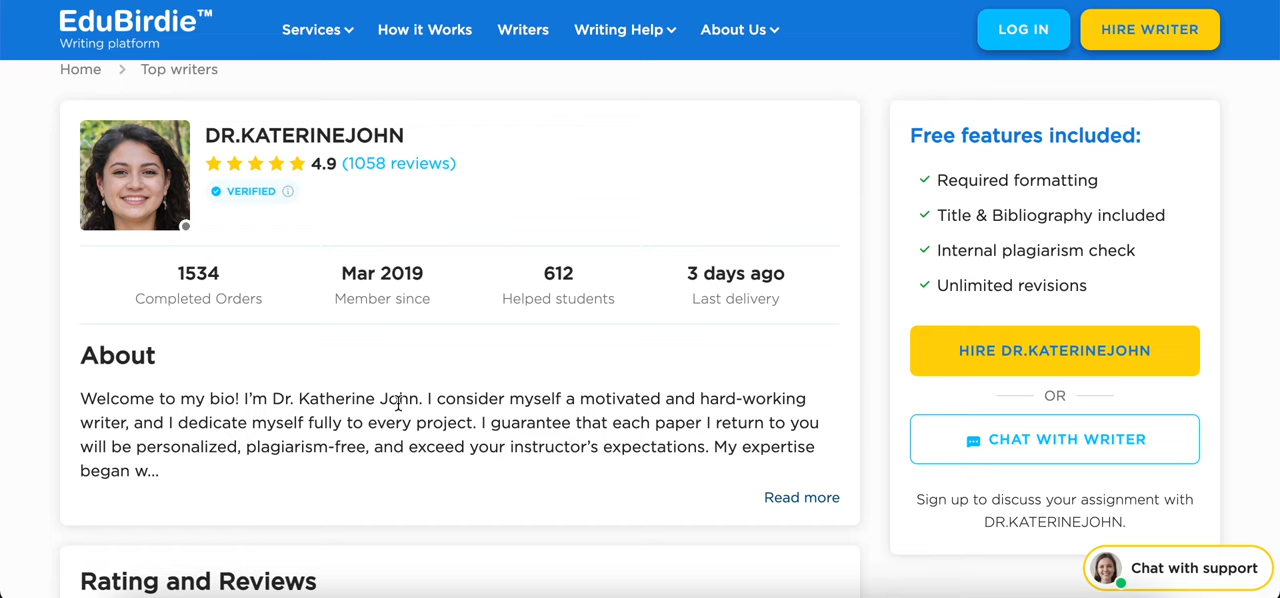 EduBirdie™
Writing platform
Services
How it Works
Writers
Writing Help
About Us
LOG IN
HIRE WRITER
Home > Top writers
DR.KATERINEJOHN
4.9 (1058 reviews)
VERIFIED
1534
Completed Orders
Mar 2019
Member since
612
Helped students
3 days ago
Last delivery
About
Welcome to my bio! I'm Dr. Katherine John. I consider myself a motivated and hard-working
writer, and I dedicate myself fully to every project. I guarantee that each paper I return to you
will be personalized, plagiarism-free, and exceed your instructor's expectations. My expertise
began w...
Read more
Rating and Reviews
Free features included:
Required formatting
Title & Bibliography included
Internal plagiarism check
Unlimited revisions
HIRE DR.KATERINEJOHN
OR
CHAT WITH WRITER
Sign up to discuss your assignment with
DR.KATERINEJOHN.
Chat with support